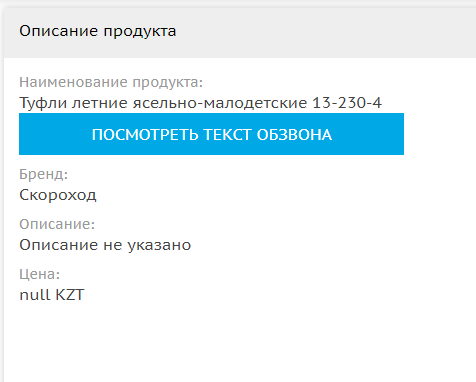 Описание продукта
Наименование продукта:
Туфли летние ясельно-малодетские 13-230-4
ПОСМОТРЕТЬ ТЕКСТ ОБЗВОНА
Бренд:
Скороход
Описание:
Описание не указано
Цена:
null KZT